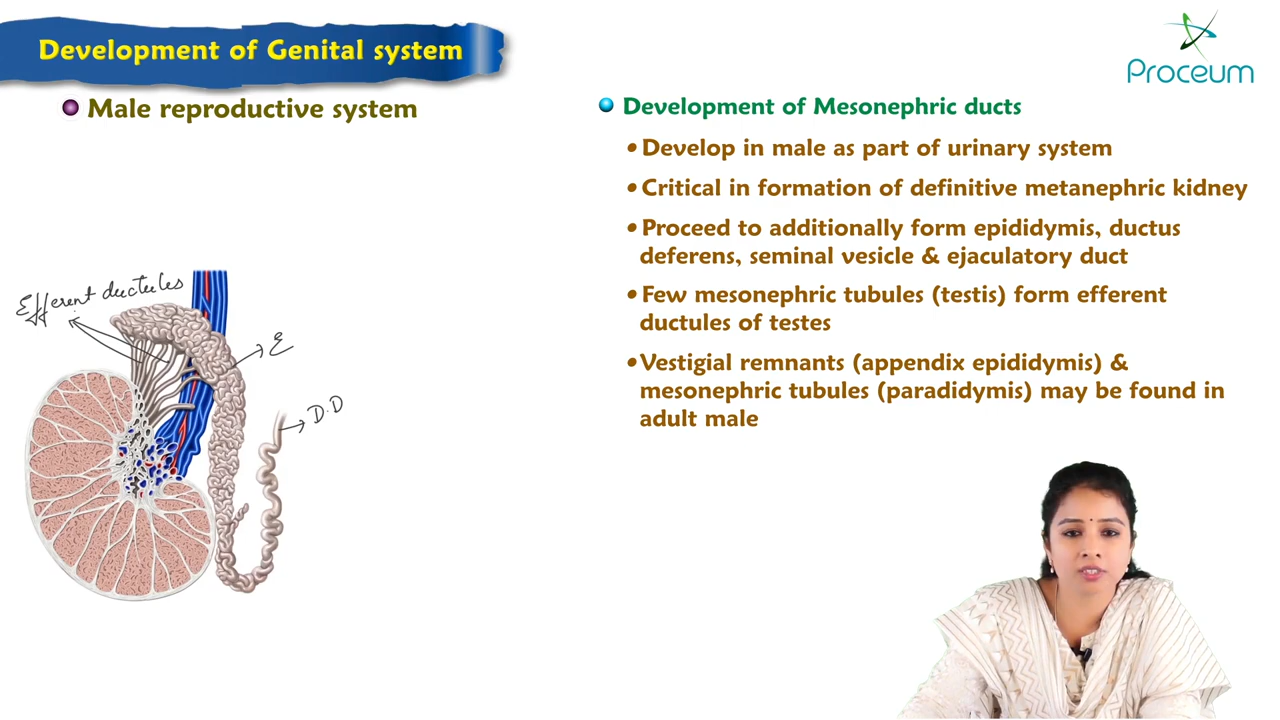 Development of Genital system
Proceum
Male reproductive system
Development of Mesonephric ducts
Develop in male as part of urinary system
Critical in formation of definitive metanephric kidney
Proceed to additionally form epididymis, ductus
deferens, seminal vesicle & ejaculatory duct
Few mesonephric tubules (testis) form efferent
ductules of testes
Vestigial remnants (appendix epididymis) &
mesonephric tubules (paradidymis) may be found in
adult male
Efferent ductules
E
D.D